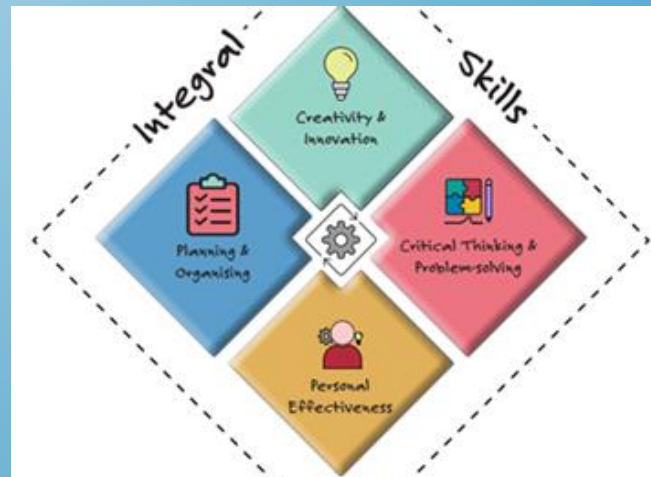 Integral
Skills
Creativity &
Innovation
Planning &
Organising
Critical Thinking &
Problem-solving
Personal
Effectiveness